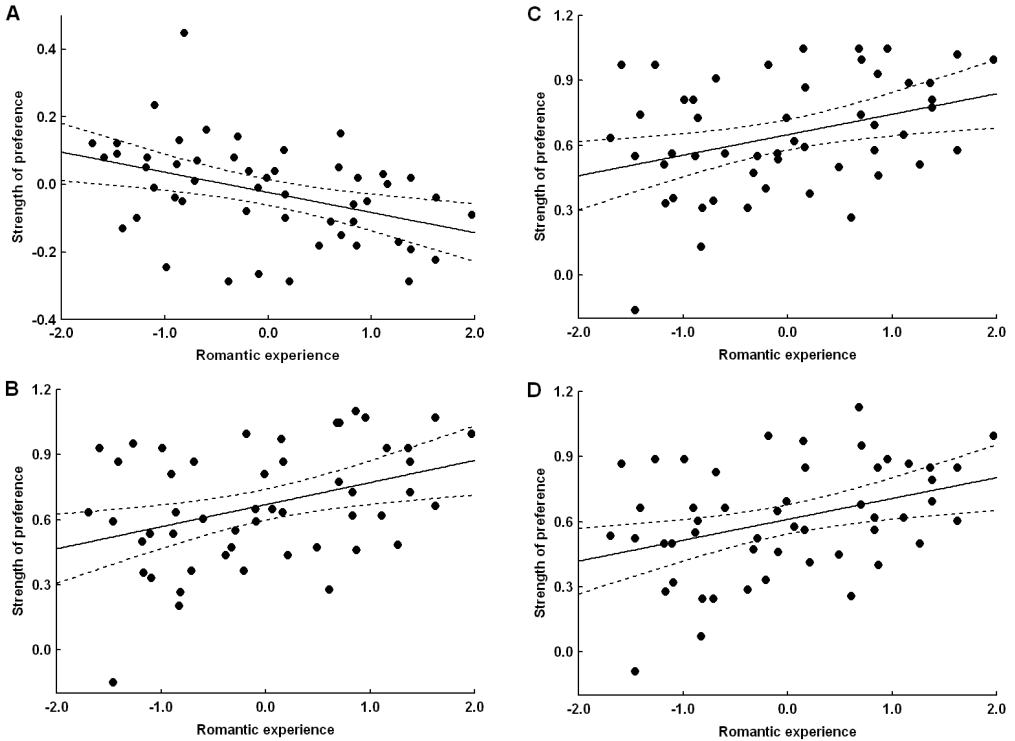 A
Strength of preference
0.4
0.2
0.0
-0.2
-0.4
-2.0 -1.0 0.0 1.0 2.0
Romantic experience
C
Strength of preference
1.2
0.9
0.6
0.3
0.0
-2.0 -1.0 0.0 1.0 2.0
Romantic experience
B
Strength of preference
1.2
0.9
0.6
0.3
0.0
-2.0 -1.0 0.0 1.0 2.0
Romantic experience
D
Strength of preference
1.2
0.9
0.6
0.3
0.0
-2.0 -1.0 0.0 1.0 2.0
Romantic experience